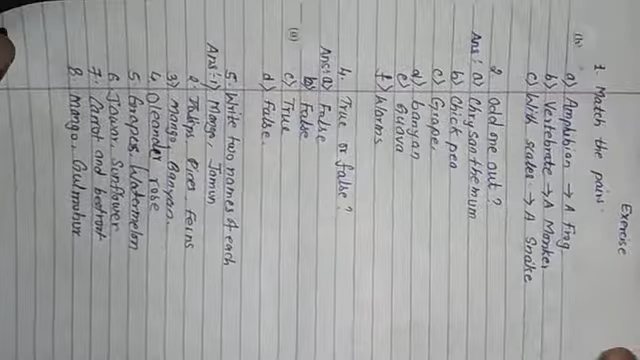 Exercise
1. Match the pairs.
a) Amphibian → A frog
b) Vertebrate → A Monkey
c) With scales → A Snake
2 odd one out?
Ans: a) Chrysanthemum
b) Chick pea
c) Grape
d) banyan
e) Guava
f) Worms
4. True or false?
Ans: a) False
b) False
c) True
d) False.
5. Write two names of each
Ans: 1) Mango, Jamun
2. Tulips Pines, ferns
3) Mango, Banyan.
4. Oleander rose
5 Grapes, Watermelon
6 Jowar, Sunflower
7. Carrot and beetroot
8. Mango, Gulmohur